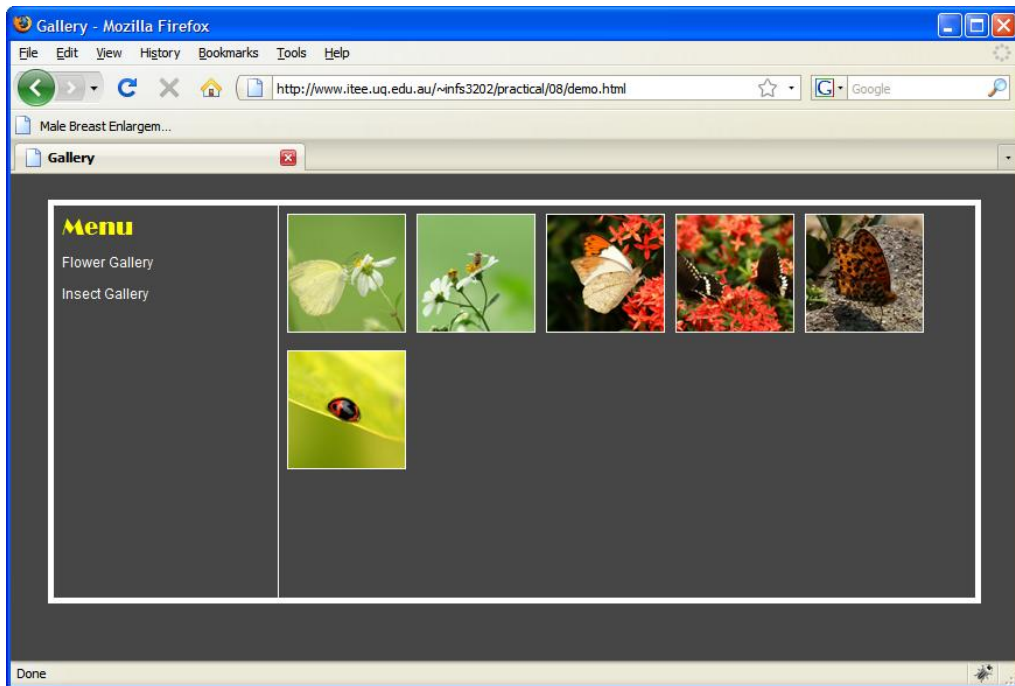 Gallery - Mozilla Firefox
File Edit View History Bookmarks Tools Help
http://www.itee.uq.edu.au/~infs3202/practical/08/demo.html
G Google
Male Breast Enlargem...
Gallery
Menu
Flower Gallery
Insect Gallery
Done